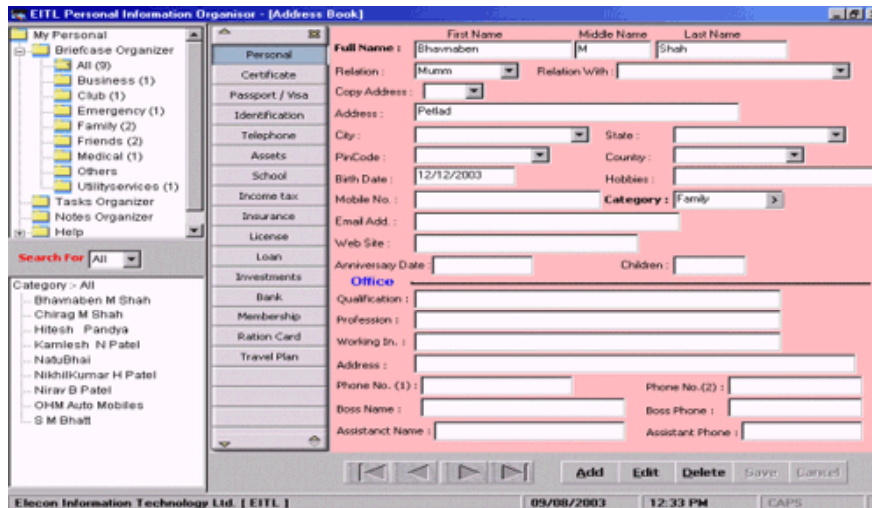 EITL Personal Information Organisor - [Address Book]
My Personal
Briefcase Organizer
All (9)
Business (1)
Club (1)
Emergency (1)
Family (2)
Friends (2)
Medical (1)
Others
Utilityservices (1)
Tasks Organizer
Notes Organizer
Help
Search For All
Category :- All
Bhavnaben M Shah
Chirag M Shah
Hitesh Pandya
Kamlesh N Patel
NatuBhai
NikhilKumar H Patel
Nirav B Patel
OHM Auto Mobiles
S M Bhatt
Personal
Certificate
Passport / Visa
Identification
Telephone
Assets
School
Income tax
Insurance
License
Loan
Investments
Bank
Membership
Ration Card
Travel Plan
First Name Middle Name Last Name
Full Name : Bhavnaben M Shah
Relation : Mumm Relation With :
Copy Address :
Address : Petlad
City : State :
PinCode : Country :
Birth Date : 12/12/2003 Hobbies :
Mobile No. : Category : Family >
Email Add. :
Web Site :
Anniversary Date : Children :
Office
Qualification :
Profession :
Working In. :
Address :
Phone No. (1) : Phone No.(2) :
Boss Name : Boss Phone :
Assistanct Name : Assistant Phone :
Add Edit Delete Save Cancel
Elecon Information Technology Ltd. [ EITL ] 09/08/2003 12:33 PM CAPS